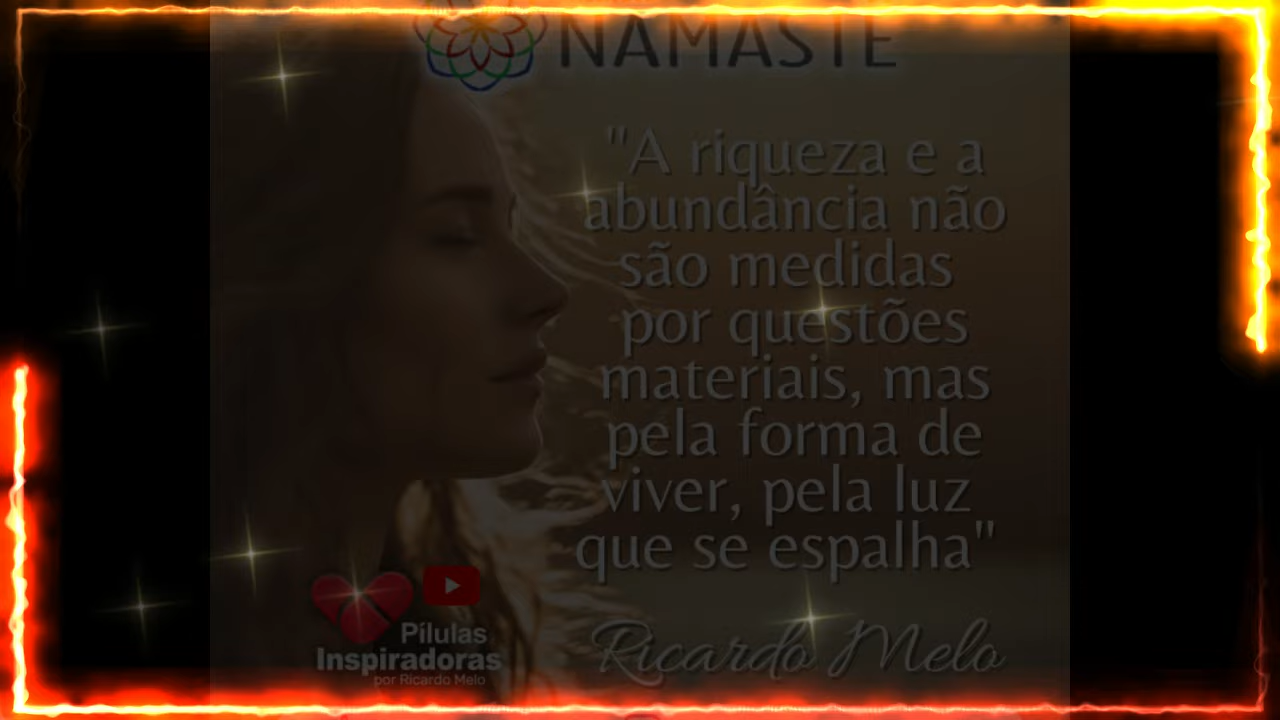 NAMASTE
"A riqueza e a
abundância não
são medidas
por questões
materiais, mas
pela forma de
viver, pela luz
que se espalha"
Ricardo Melo
Pílulas
Inspiradoras
por Ricardo Melo